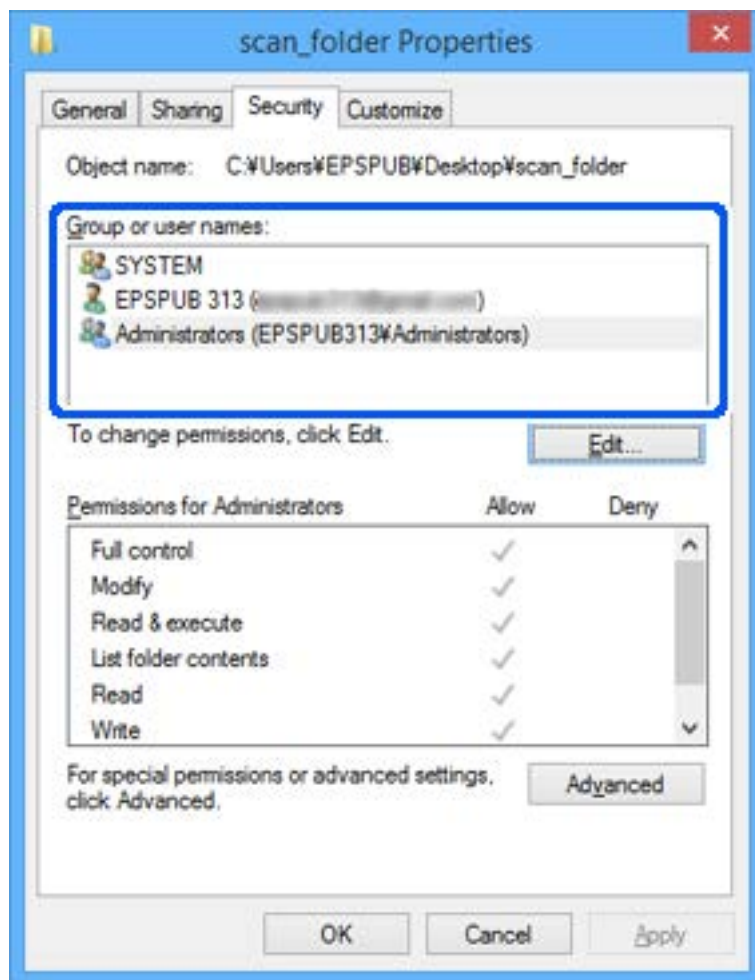 scan_folder Properties
General Sharing Security Customize
Object name: C:¥Users¥EPSPUB¥Desktop¥scan_folder
Group or user names:
SYSTEM
EPSPUB 313 ( )
Administrators (EPSPUB313¥Administrators)
To change permissions, click Edit.
Edit...
Permissions for Administrators Allow Deny
Full control
Modify
Read & execute
List folder contents
Read
Write
For special permissions or advanced settings,
click Advanced.
Advanced
OK Cancel Apply